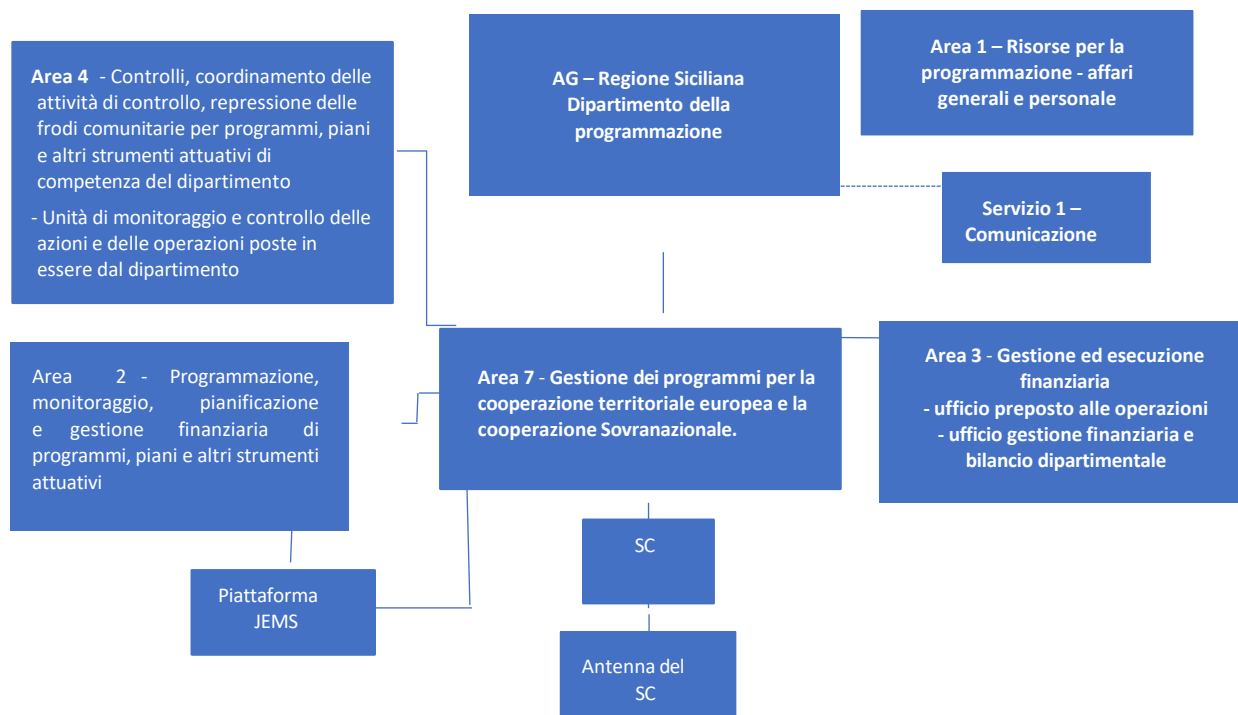 Area 4 - Controlli, coordinamento delle
attività di controllo, repressione delle
frodi comunitarie per programmi, piani
e altri strumenti attuativi di
competenza del dipartimento
- Unità di monitoraggio e controllo delle
azioni e delle operazioni poste in
essere dal dipartimento
AG – Regione Siciliana
Dipartimento della
programmazione
Area 1 – Risorse per la
programmazione - affari
generali e personale
Servizio 1 –
Comunicazione
Area 2 - Programmazione,
monitoraggio, pianificazione
e gestione finanziaria di
programmi, piani e altri strumenti
attuativi
Area 7 - Gestione dei programmi per la
cooperazione territoriale europea e la
cooperazione Sovranazionale.
Area 3 - Gestione ed esecuzione
finanziaria
- ufficio preposto alle operazioni
- ufficio gestione finanziaria e
bilancio dipartimentale
SC
Piattaforma
JEMS
Antenna del
SC